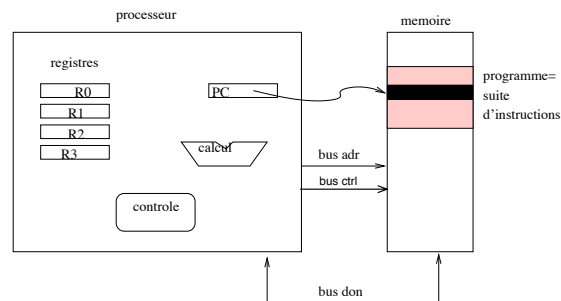 processeur
memoire
registres
R0
R1
R2
R3
PC
calcul
controle
programme=
suite
d'instructions
bus adr
bus ctrl
bus don